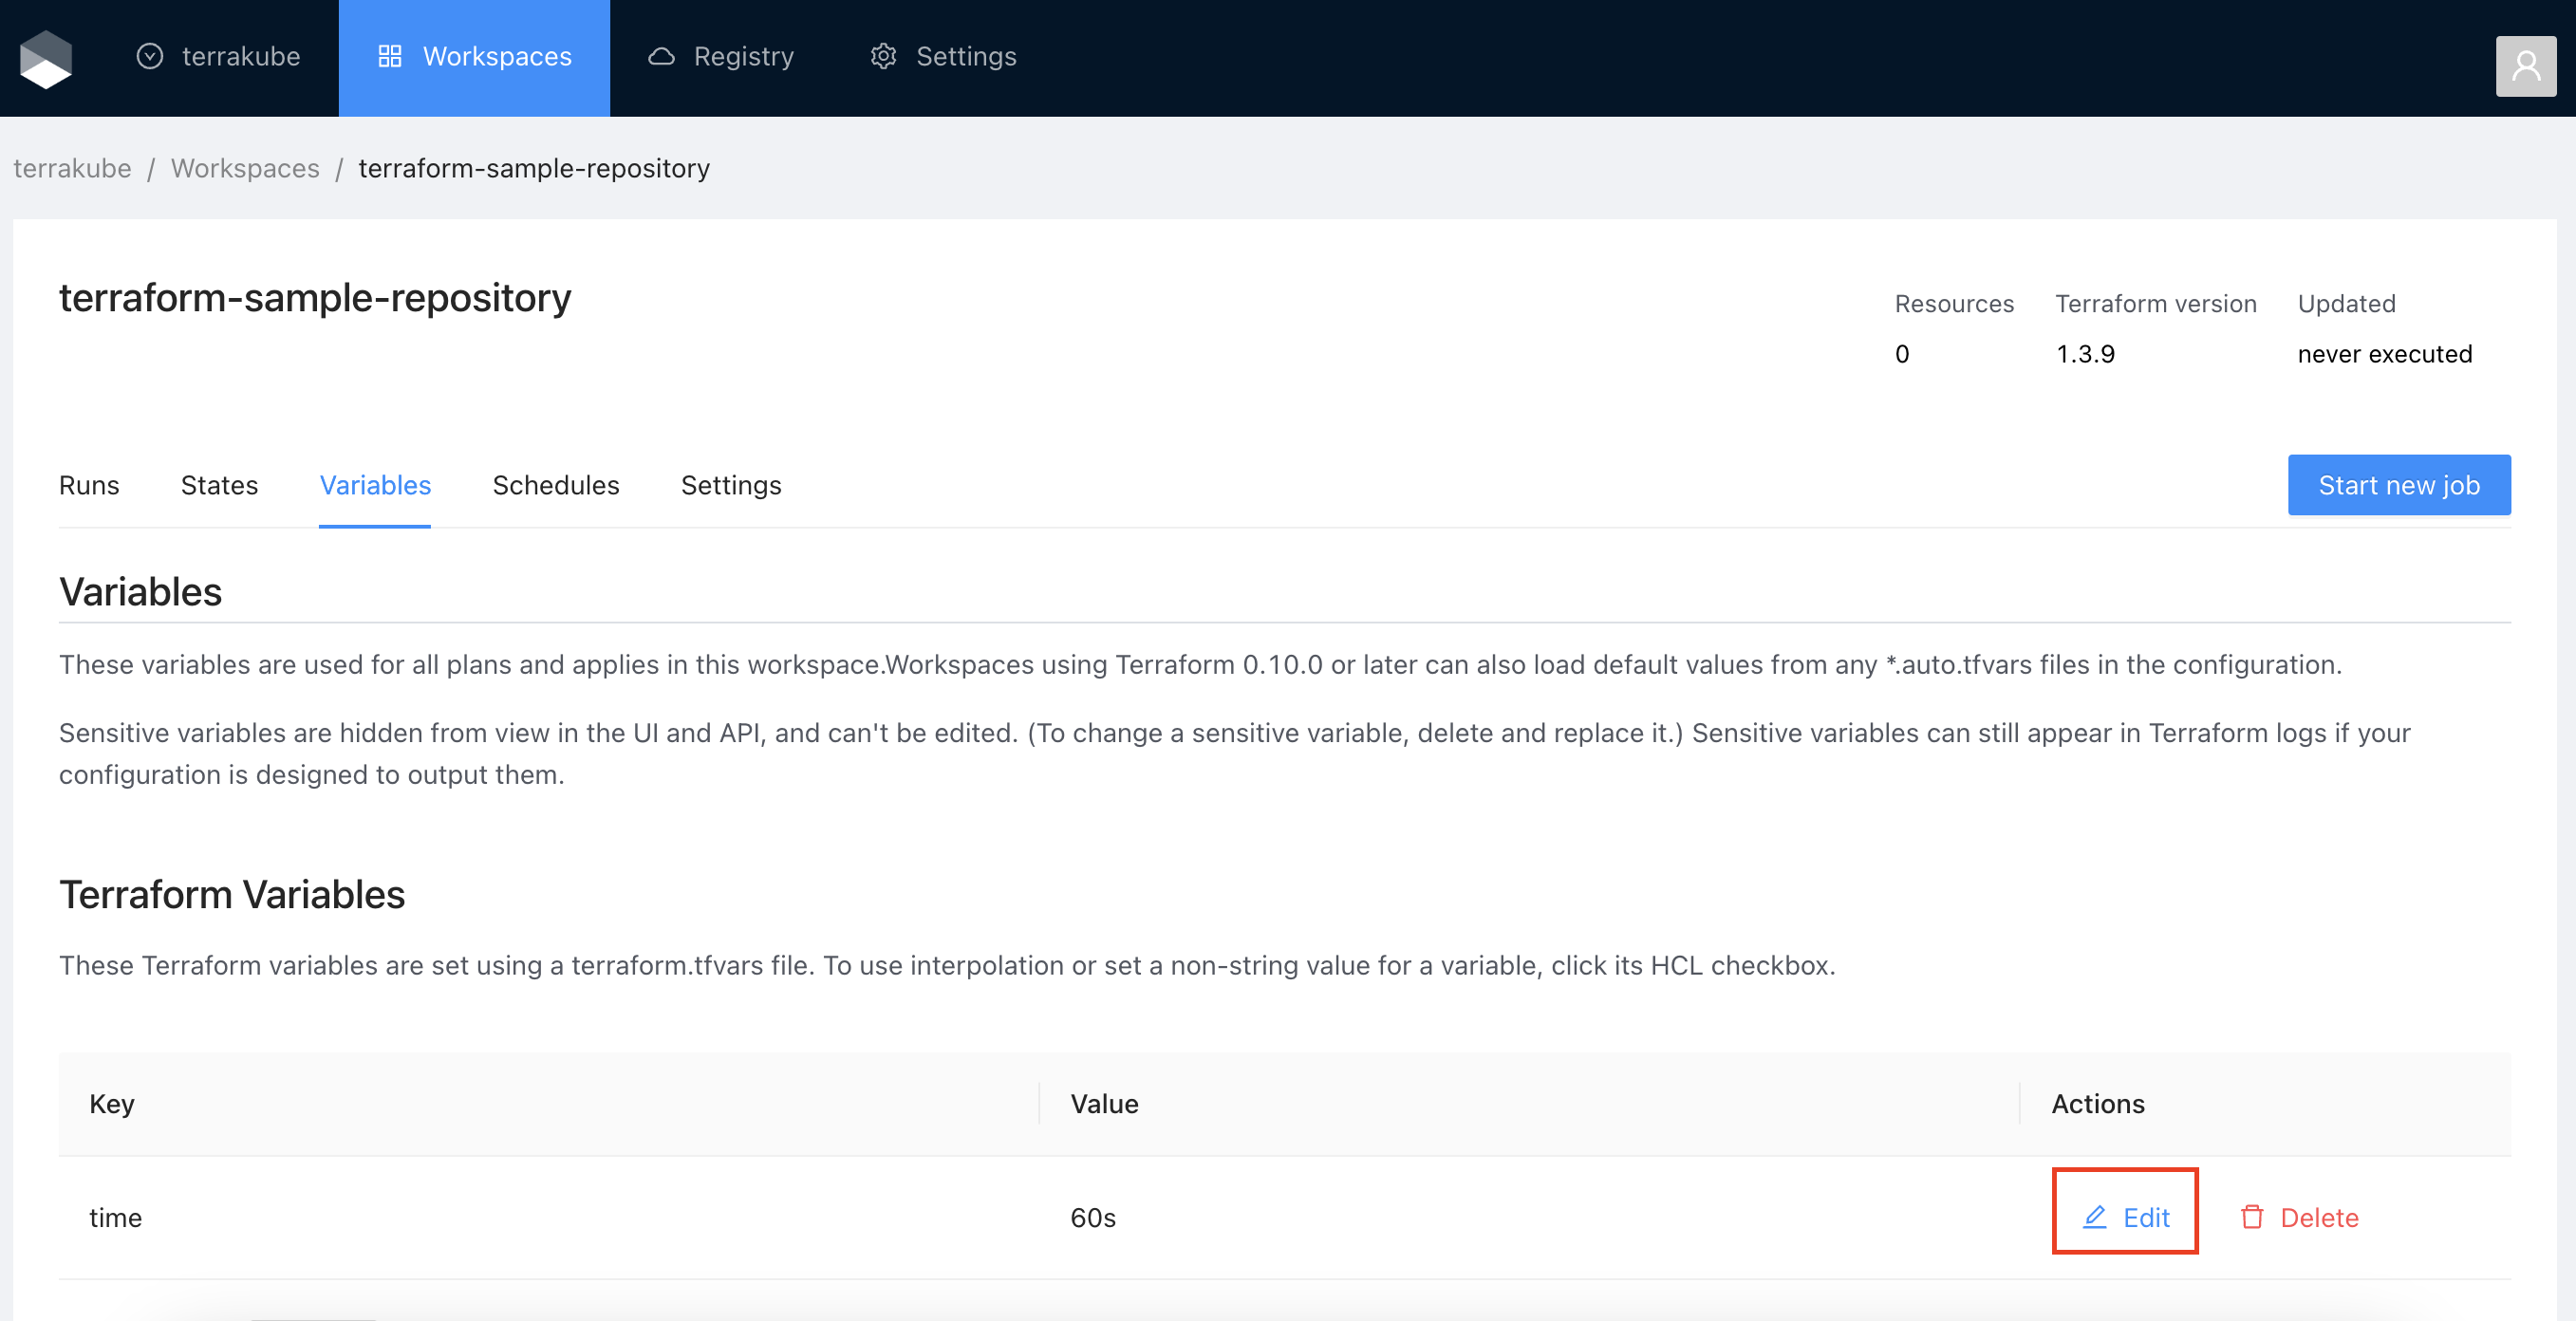 terrakube Workspaces Registry Settings
terrakube / Workspaces / terraform-sample-repository
terraform-sample-repository
Resources Terraform version Updated
0 1.3.9 never executed
Runs States Variables Schedules Settings Start new job
Variables
These variables are used for all plans and applies in this workspace.Workspaces using Terraform 0.10.0 or later can also load default values from any *.auto.tfvars files in the configuration.
Sensitive variables are hidden from view in the UI and API, and can't be edited. (To change a sensitive variable, delete and replace it.) Sensitive variables can still appear in Terraform logs if your
configuration is designed to output them.
Terraform Variables
These Terraform variables are set using a terraform.tfvars file. To use interpolation or set a non-string value for a variable, click its HCL checkbox.
Key Value Actions
time 60s Edit Delete